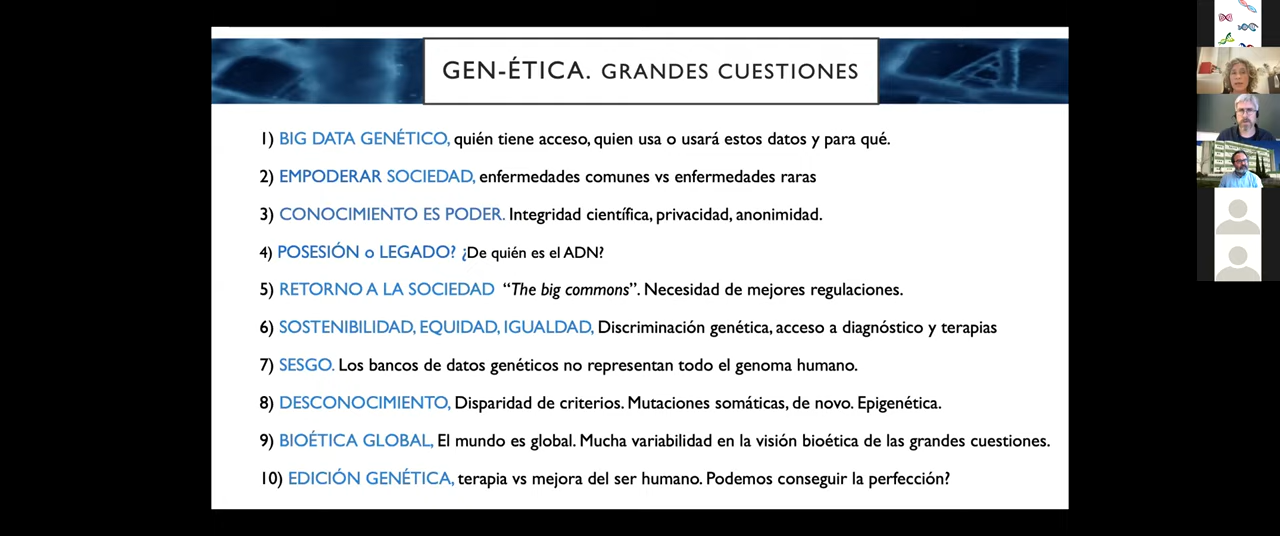 GEN-ÉTICA. GRANDES CUESTIONES
1) BIG DATA GENÉTICO, quién tiene acceso, quien usa o usará estos datos y para qué.
2) EMPODERAR SOCIEDAD, enfermedades comunes vs enfermedades raras
3) CONOCIMIENTO ES PODER. Integridad científica, privacidad, anonimidad.
4) POSESIÓN o LEGADO? ¿De quién es el ADN?
5) RETORNO A LA SOCIEDAD “The big commons”. Necesidad de mejores regulaciones.
6) SOSTENIBILIDAD, EQUIDAD, IGUALDAD, Discriminación genética, acceso a diagnóstico y terapias
7) SESGO. Los bancos de datos genéticos no representan todo el genoma humano.
8) DESCONOCIMIENTO, Disparidad de criterios. Mutaciones somáticas, de novo. Epigenética.
9) BIOÉTICA GLOBAL, El mundo es global. Mucha variabilidad en la visión bioética de las grandes cuestiones.
10) EDICIÓN GENÉTICA, terapia vs mejora del ser humano. Podemos conseguir la perfección?